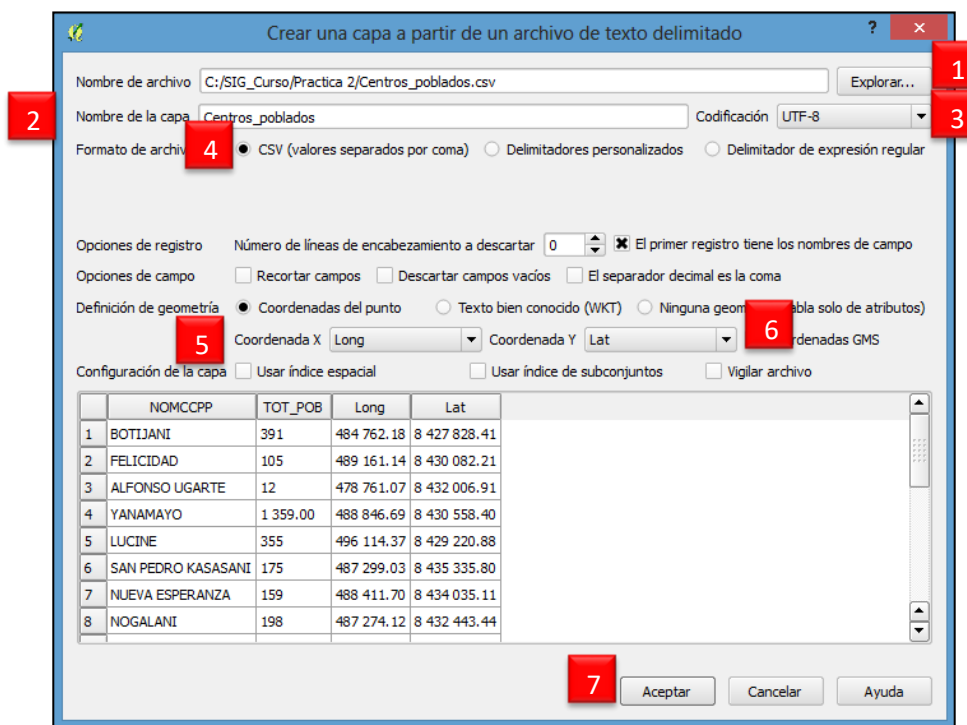 Crear una capa a partir de un archivo de texto delimitado ? ×
Nombre de archivo C:/SIG_Curso/Practica 2/Centros_poblados.csv Explorar... 1
2 Nombre de la capa Centros_poblados Codificación UTF-8 3
Formato de archiv 4 CSV (valores separados por coma) Delimitadores personalizados Delimitador de expresión regular
Opciones de registro Número de líneas de encabezamiento a descartar 0 El primer registro tiene los nombres de campo
Opciones de campo Recortar campos Descartar campos vacíos El separador decimal es la coma
Definición de geometría Coordenadas del punto Texto bien conocido (WKT) Ninguna geom abla solo de atributos)
5 Coordenada X Long Coordenada Y Lat 6 rdenadas GMS
Configuración de la capa Usar índice espacial Usar índice de subconjuntos Vigilar archivo
NOMCCPP TOT_POB Long Lat
1 BOTIJANI 391 484 762.18 8 427 828.41
2 FELICIDAD 105 489 161.14 8 430 082.21
3 ALFONSO UGARTE 12 478 761.07 8 432 006.91
4 YANAMAYO 1 359.00 488 846.69 8 430 558.40
5 LUCINE 355 496 114.37 8 429 220.88
6 SAN PEDRO KASASANI 175 487 299.03 8 435 335.80
7 NUEVA ESPERANZA 159 488 411.70 8 434 035.11
8 NOGALANI 198 487 274.12 8 432 443.44
7 Aceptar Cancelar Ayuda